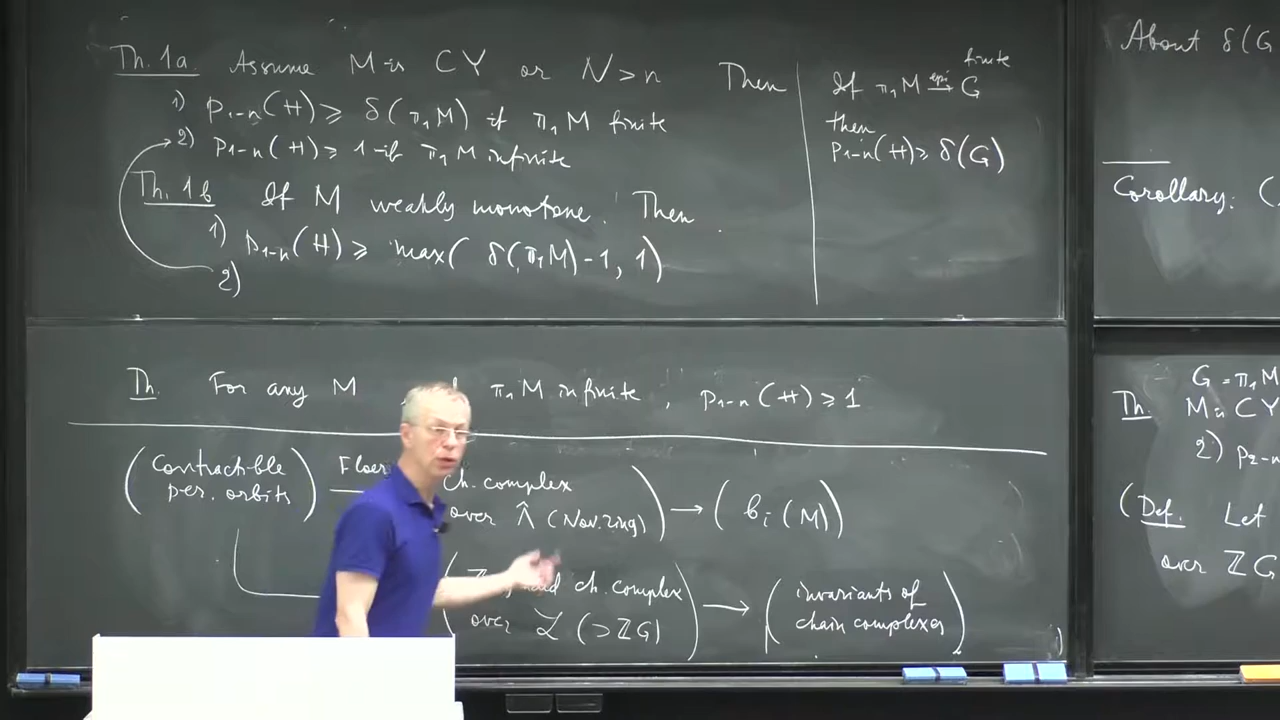 Th. 1a. Assume M is CY or N > n Then
1) p₁₋ₙ(H) ≥ δ(π₁M) if π₁M finite
2) p₁₋ₙ(H) ≥ 1 if π₁M infinite
Th. 1b If M weakly monotone. Then
1) p₁₋ₙ(H) ≥ max( δ(π₁M)-1, 1)
2)
finite
If π₁M epi→ G
then
p₁₋ₙ(H) ≥ δ(G)
Th. For any M π₁M infinite, p₁₋ₙ(H) ≥ 1
(Contractible per. orbits) Floer ch. complex over Λ̂ (Nov. ring)) → (bᵢ(M))
ch. complex over ℒ (⊃ ℤG)) → (invariants of chain complexes)
About δ(G
Corollary: (
G = π₁M
Th. M = CY
2) p₂₋ₙ
(Def. Let
over ℤG